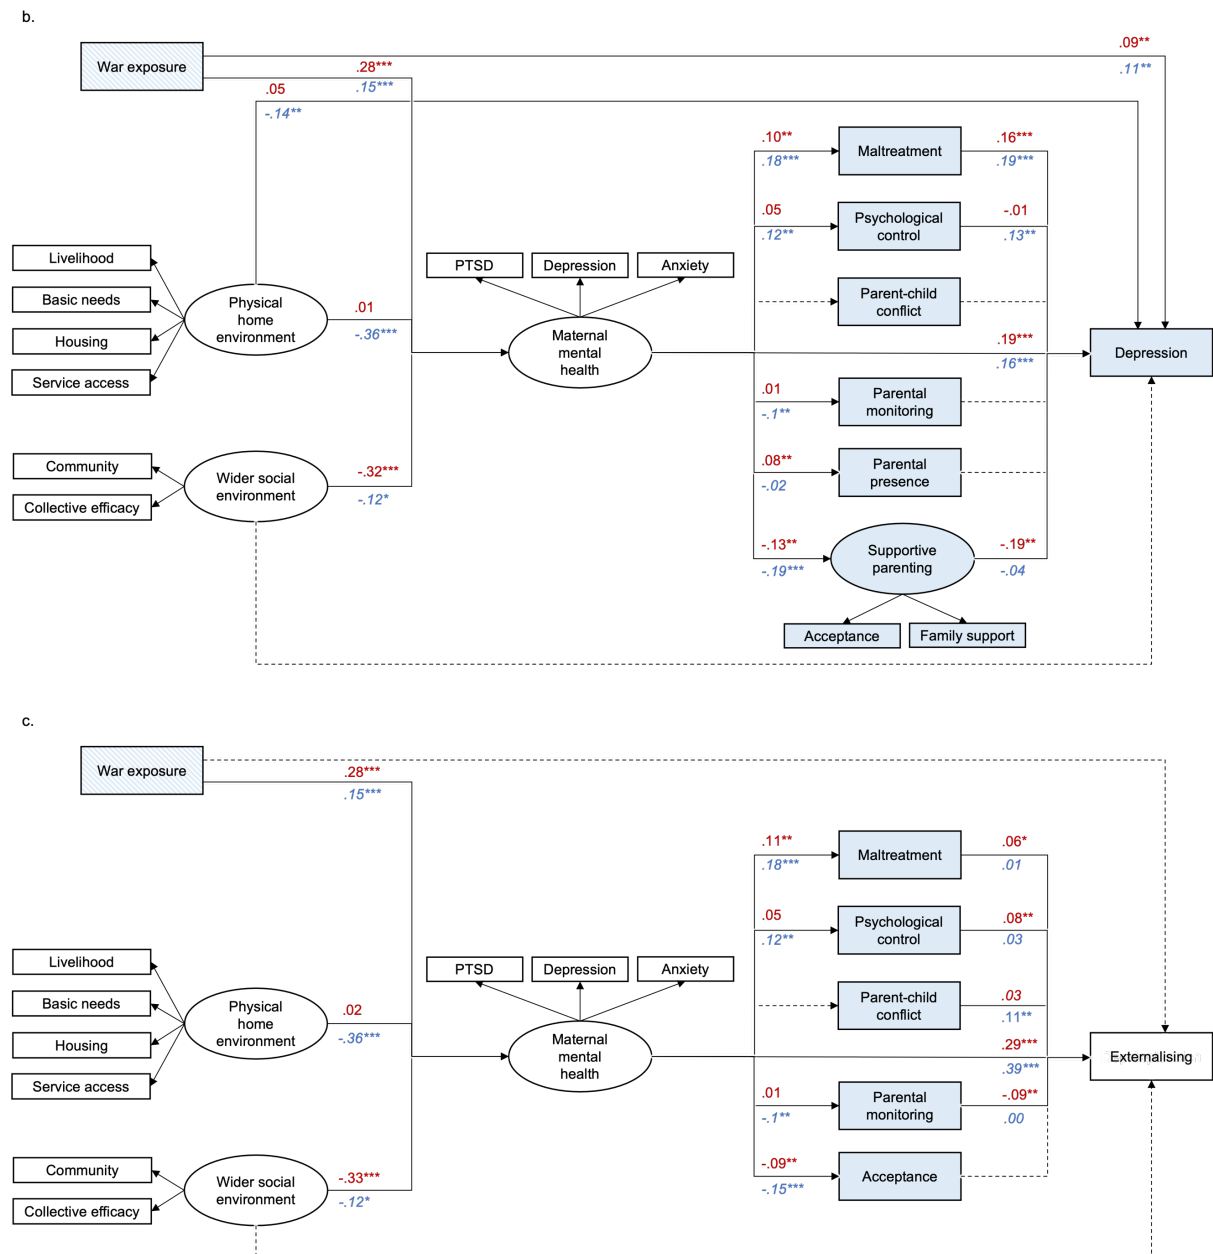 b.
War exposure
.09**
.11**
.28***
.15***
.05
-.14**
.10**
.18***
Maltreatment
.16***
.19***
.05
.12**
Psychological
control
-.01
.13**
Livelihood
Basic needs
Housing
Service access
Physical
home
environment
.01
-.36***
PTSD
Depression
Anxiety
Maternal
mental
health
Parent-child
conflict
.19***
.16***
Depression
.01
-.1**
Parental
monitoring
Community
Collective efficacy
Wider social
environment
-.32***
-.12*
.08**
-.02
Parental
presence
-.13**
-.19***
Supportive
parenting
-.19**
-.04
Acceptance
Family support
c.
War exposure
.28***
.15***
.11**
.18***
Maltreatment
.06*
.01
.05
.12**
Psychological
control
.08**
.03
Livelihood
Basic needs
Housing
Service access
Physical
home
environment
.02
-.36***
PTSD
Depression
Anxiety
Maternal
mental
health
Parent-child
conflict
.03
.11**
.29***
.39***
Externalising
.01
-.1**
Parental
monitoring
-.09**
.00
Community
Collective efficacy
Wider social
environment
-.33***
-.12*
-.09**
-.15***
Acceptance